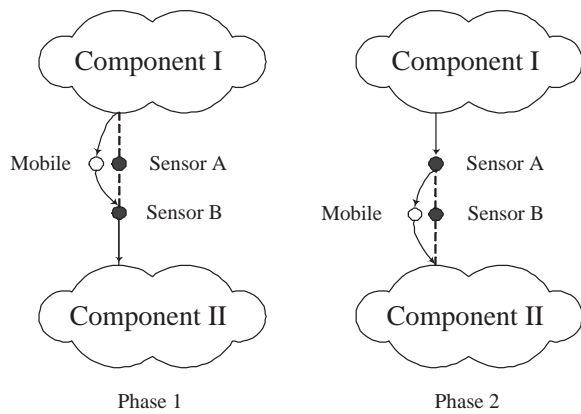 Component I
Mobile
Sensor A
Sensor B
Component II
Phase 1
Component I
Sensor A
Mobile
Sensor B
Component II
Phase 2